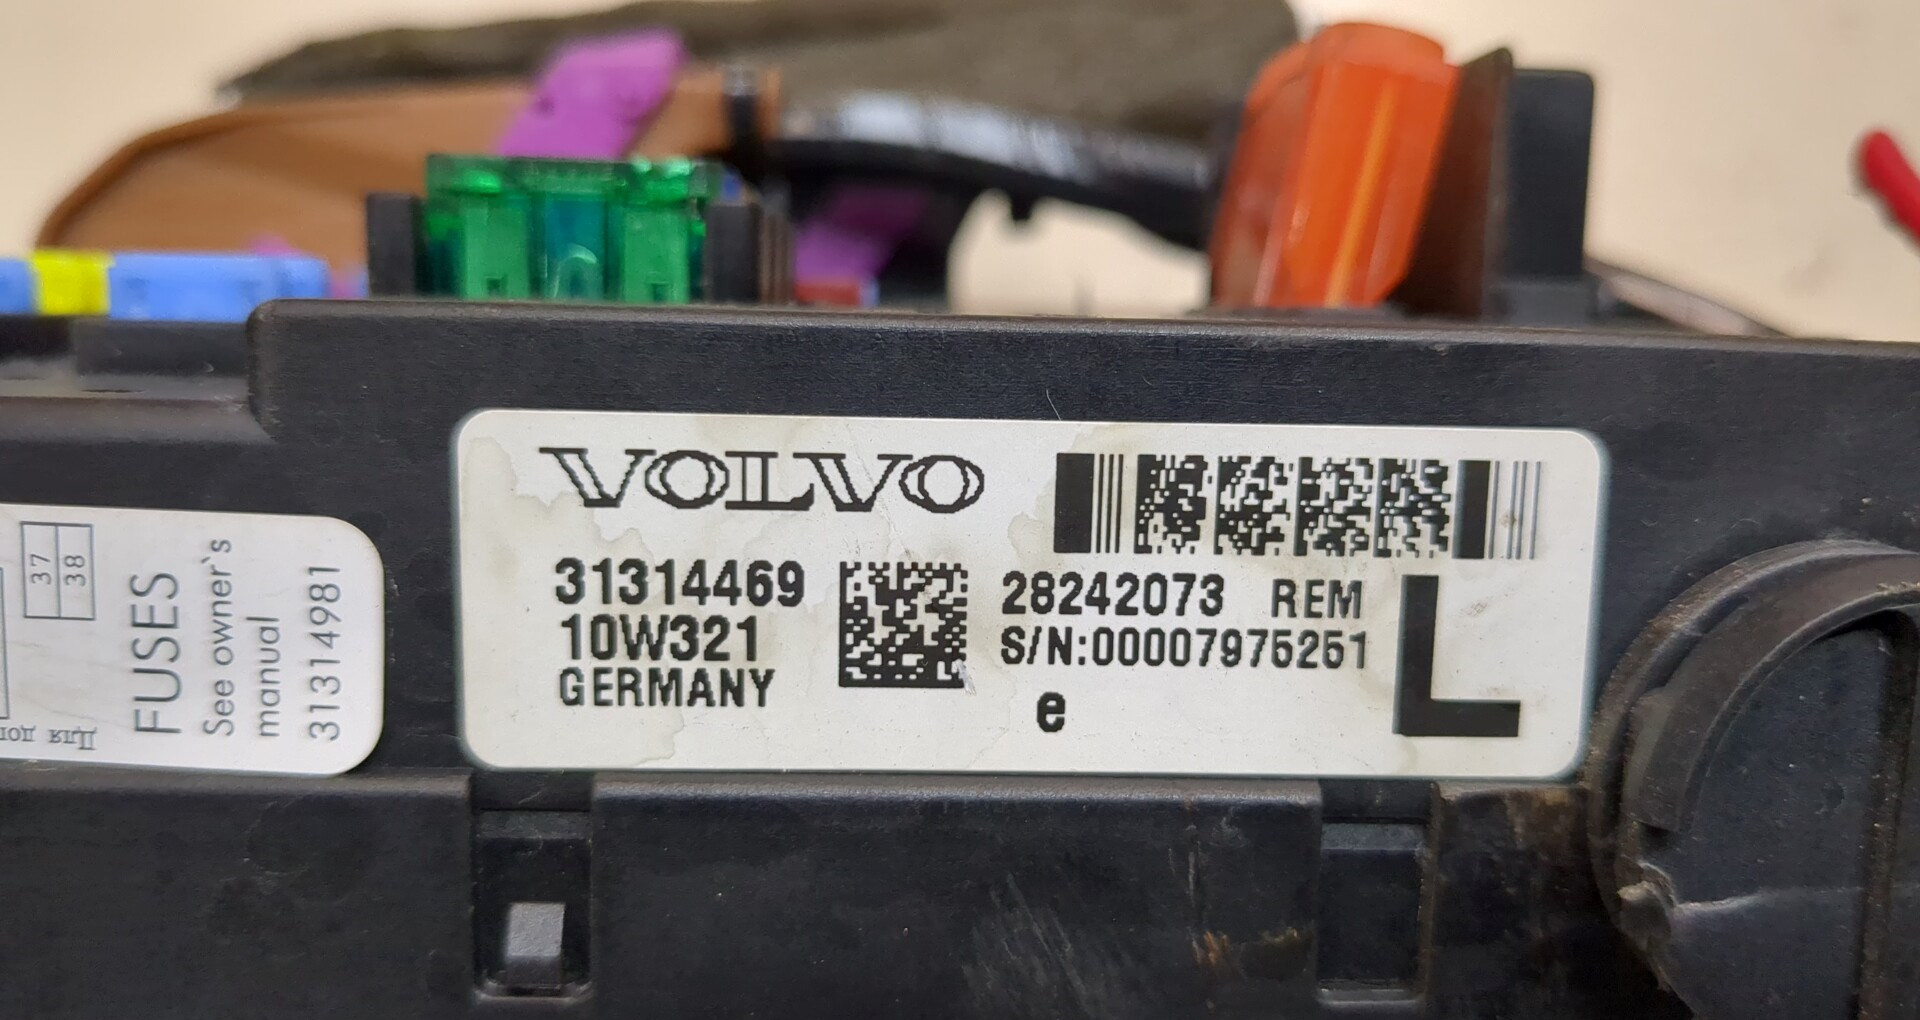 VOLVO
31314469
10W321
GERMANY
28242073 REM
S/N:00007975251
e
L
37
38
FUSES
See owner's
manual
31314981